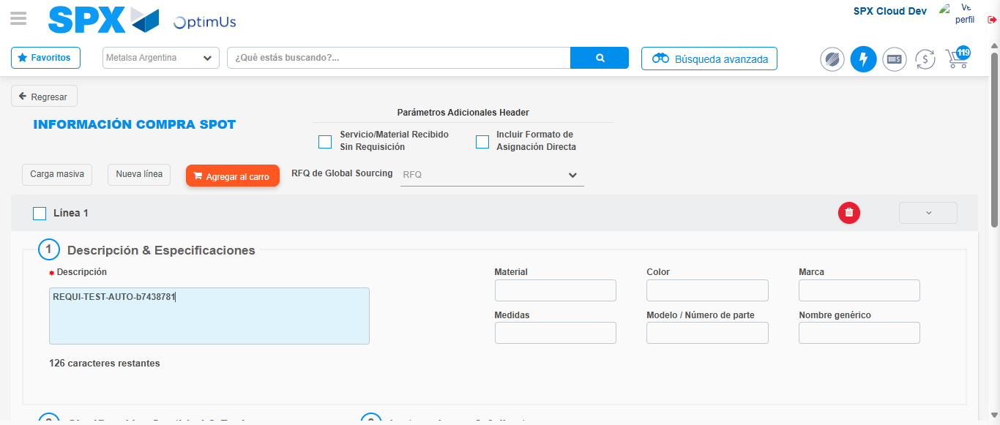 SPX
OptimUs
SPX Cloud Dev
perfil
Favoritos
Metalsa Argentina
¿Qué estás buscando?...
Búsqueda avanzada
119
Regresar
INFORMACIÓN COMPRA SPOT
Parámetros Adicionales Header
Servicio/Material Recibido
Sin Requisición
Incluir Formato de
Asignación Directa
Carga masiva
Nueva línea
Agregar al carro
RFQ de Global Sourcing
RFQ
Línea 1
1
Descripción & Especificaciones
* Descripción
REQUI-TEST-AUTO-b7438781
126 caracteres restantes
Material
Color
Marca
Medidas
Modelo / Número de parte
Nombre genérico